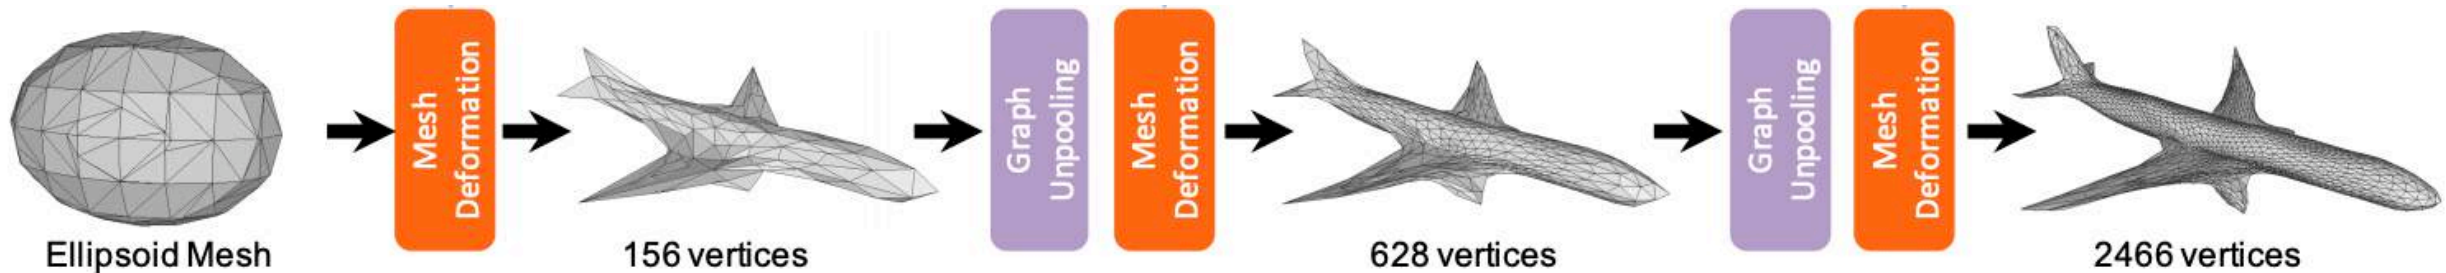 Ellipsoid Mesh
Mesh
Deformation
156 vertices
Graph
Unpooling
Mesh
Deformation
628 vertices
Graph
Unpooling
Mesh
Deformation
2466 vertices